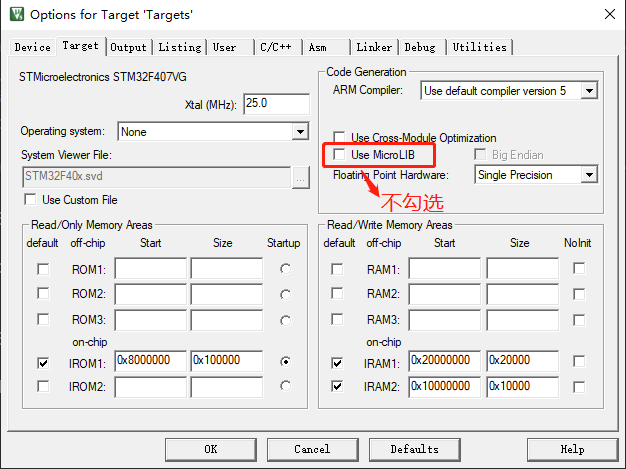 Options for Target 'Targets'
Device Target Output Listing User C/C++ Asm Linker Debug Utilities
STMicroelectronics STM32F407VG
Xtal (MHz): 25.0
Operating system: None
System Viewer File:
STM32F40x.svd ...
Use Custom File
Code Generation
ARM Compiler: Use default compiler version 5
Use Cross-Module Optimization
Use MicroLIB Big Endian
Floating Point Hardware: Single Precision
不勾选
Read/Only Memory Areas
default off-chip Start Size Startup
ROM1:
ROM2:
ROM3:
on-chip
IROM1: 0x8000000 0x100000
IROM2:
Read/Write Memory Areas
default off-chip Start Size NoInit
RAM1:
RAM2:
RAM3:
on-chip
IRAM1: 0x20000000 0x20000
IRAM2: 0x10000000 0x10000
OK Cancel Defaults Help